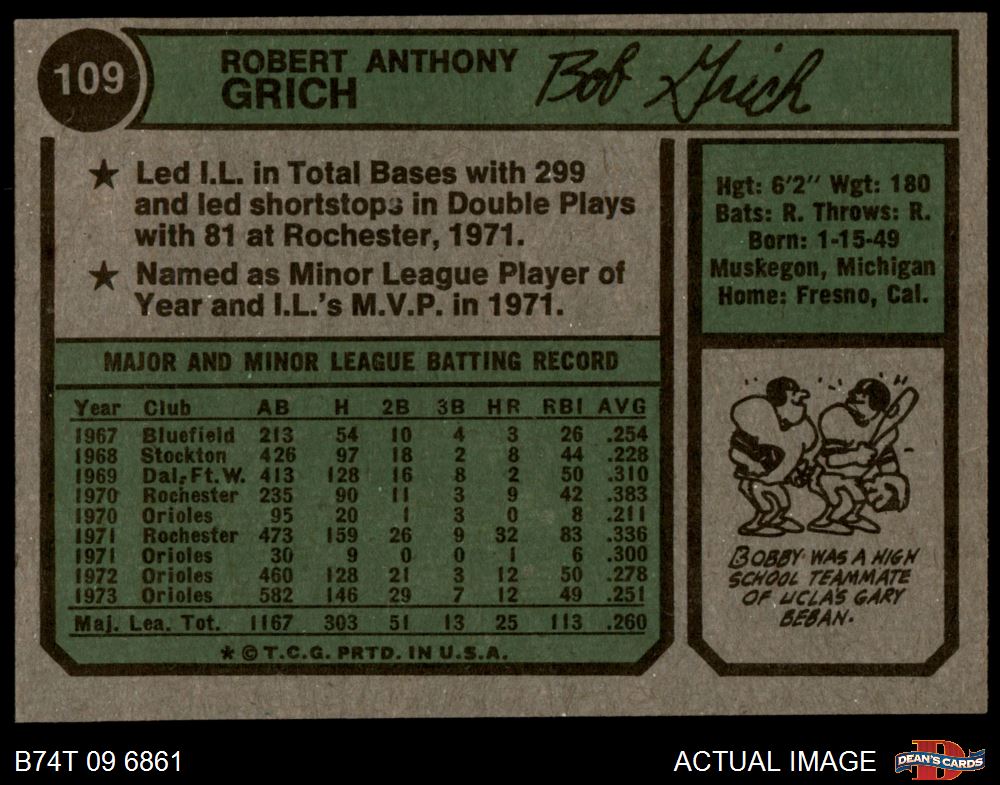 109
ROBERT ANTHONY
GRICH
Bob Grich
★ Led I.L. in Total Bases with 299
and led shortstops in Double Plays
with 81 at Rochester, 1971.
★ Named as Minor League Player of
Year and I.L.'s M.V.P. in 1971.
Hgt: 6'2" Wgt: 180
Bats: R. Throws: R.
Born: 1-15-49
Muskegon, Michigan
Home: Fresno, Cal.
MAJOR AND MINOR LEAGUE BATTING RECORD
Year Club AB H 2B 3B HR RBI AVG
1967 Bluefield 213 54 10 4 3 26 .254
1968 Stockton 426 97 18 2 8 44 .228
1969 Dal.-Ft.W. 413 128 16 8 2 50 .310
1970 Rochester 235 90 11 3 9 42 .383
1970 Orioles 95 20 1 3 0 8 .211
1971 Rochester 473 159 26 9 32 83 .336
1971 Orioles 30 9 0 0 1 6 .300
1972 Orioles 460 128 21 3 12 50 .278
1973 Orioles 582 146 29 7 12 49 .251
Maj. Lea. Tot. 1167 303 51 13 25 113 .260
★ © T.C.G. PRTD. IN U.S.A.
BOBBY WAS A HIGH
SCHOOL TEAMMATE
OF UCLA'S GARY
BEBAN.
B74T 09 6861
ACTUAL IMAGE
DEAN'S CARDS